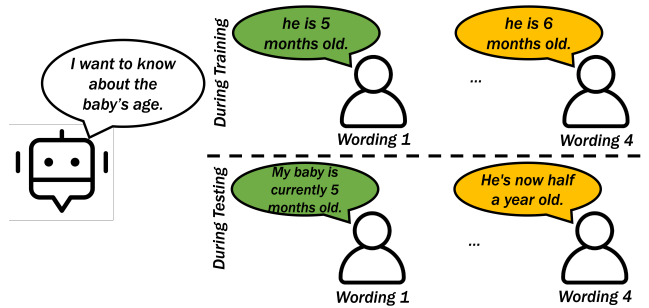 I want to know
about the
baby's age.
During Training
he is 5
months old.
Wording 1
...
he is 6
months old.
Wording 4
During Testing
My baby is
currently 5
months old.
Wording 1
...
He's now half
a year old.
Wording 4